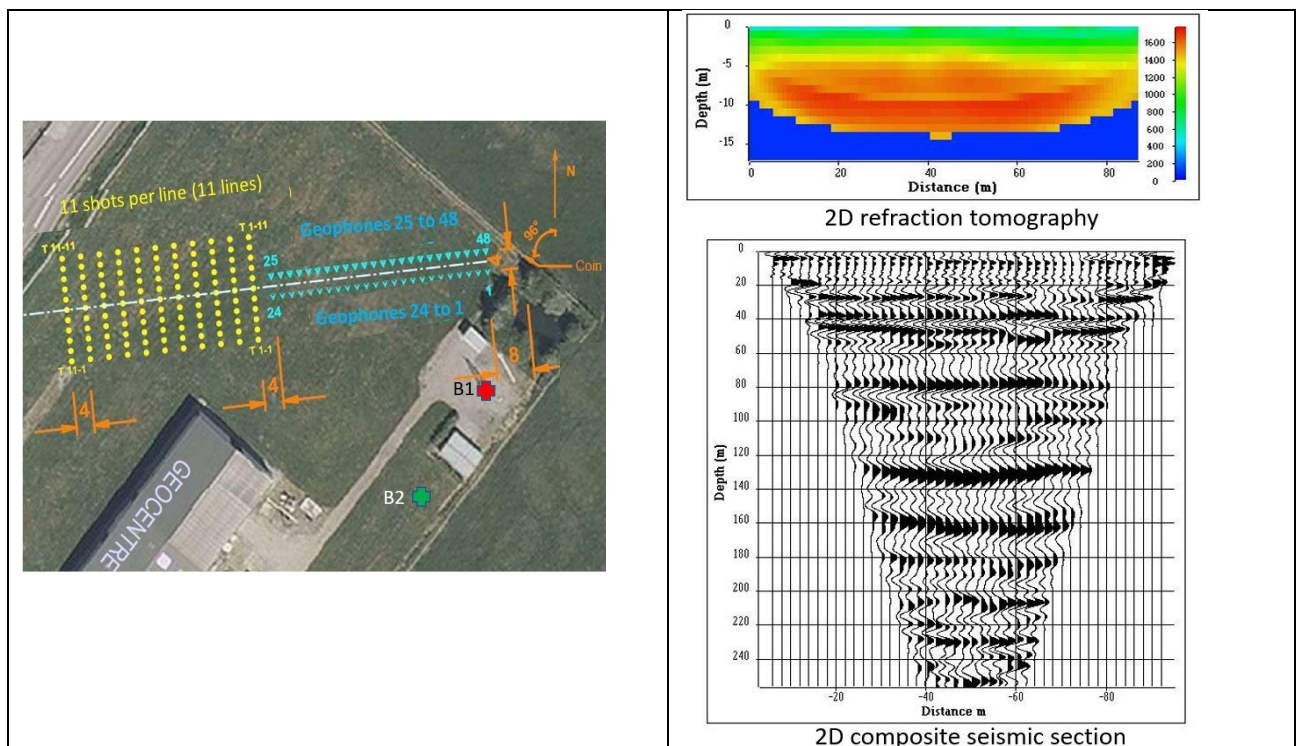 11 shots per line (11 lines)
T 11-11
T 1-11
Geophones 25 to 48
48
25
N
96°
Coin
4
24
1
Geophones 24 to 1
T 1-1
T 11-1
4
4
8
B1
B2
GEOCENTRE
0
-5
-10
-15
Depth (m)
0 20 40 60 80
Distance (m)
1600
1400
1200
1000
800
600
400
200
0
2D refraction tomography
0
20
40
60
80
100
120
140
160
180
200
220
240
Depth (m)
-20 -40 -60 -80
Distance m
2D composite seismic section